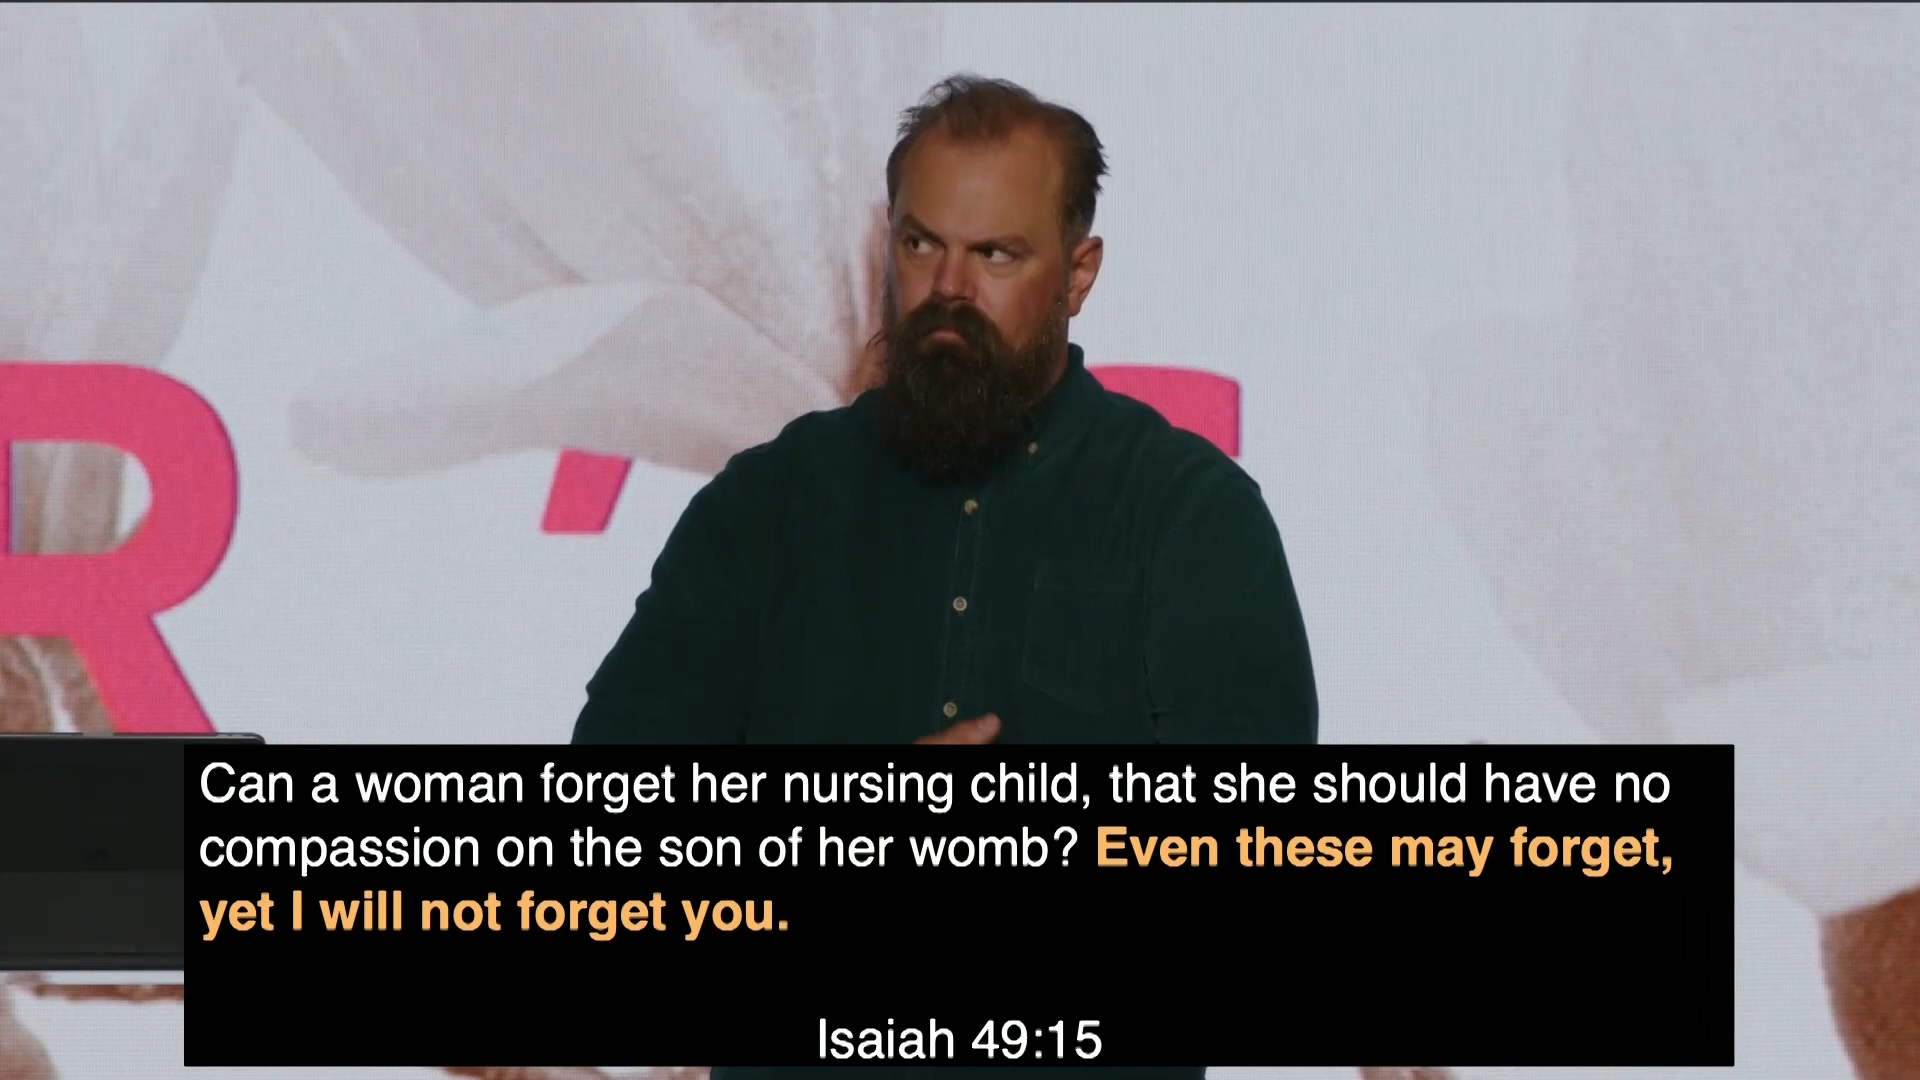 R 'S
Can a woman forget her nursing child, that she should have no
compassion on the son of her womb? Even these may forget,
yet I will not forget you.
Isaiah 49:15